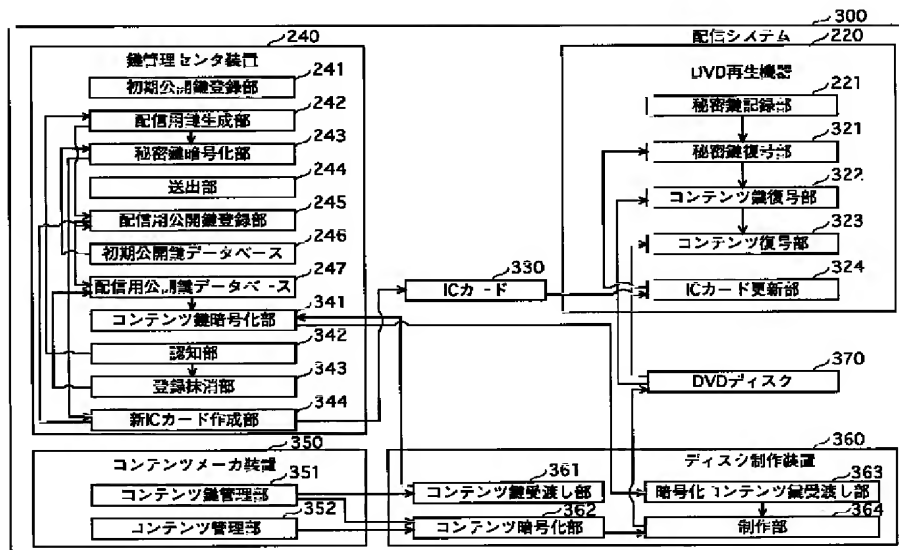 300
配信システム
240
鍵管理センタ装置
241
初期公開鍵登録部
242
配信用鍵生成部
243
秘密鍵暗号化部
244
送出部
245
配信用公開鍵登録部
246
初期公開鍵データベース
247
配信用公開鍵データベース
341
コンテンツ鍵暗号化部
342
認知部
343
登録抹消部
344
新ICカード作成部
330
ICカード
220
DVD再生機器
221
秘密鍵記録部
321
秘密鍵復号部
322
コンテンツ鍵復号部
323
コンテンツ復号部
324
ICカード更新部
370
DVDディスク
350
コンテンツメーカ装置
351
コンテンツ鍵管理部
352
コンテンツ管理部
360
ディスク制作装置
361
コンテンツ鍵受渡し部
362
コンテンツ暗号化部
363
暗号化コンテンツ鍵受渡し部
364
制作部